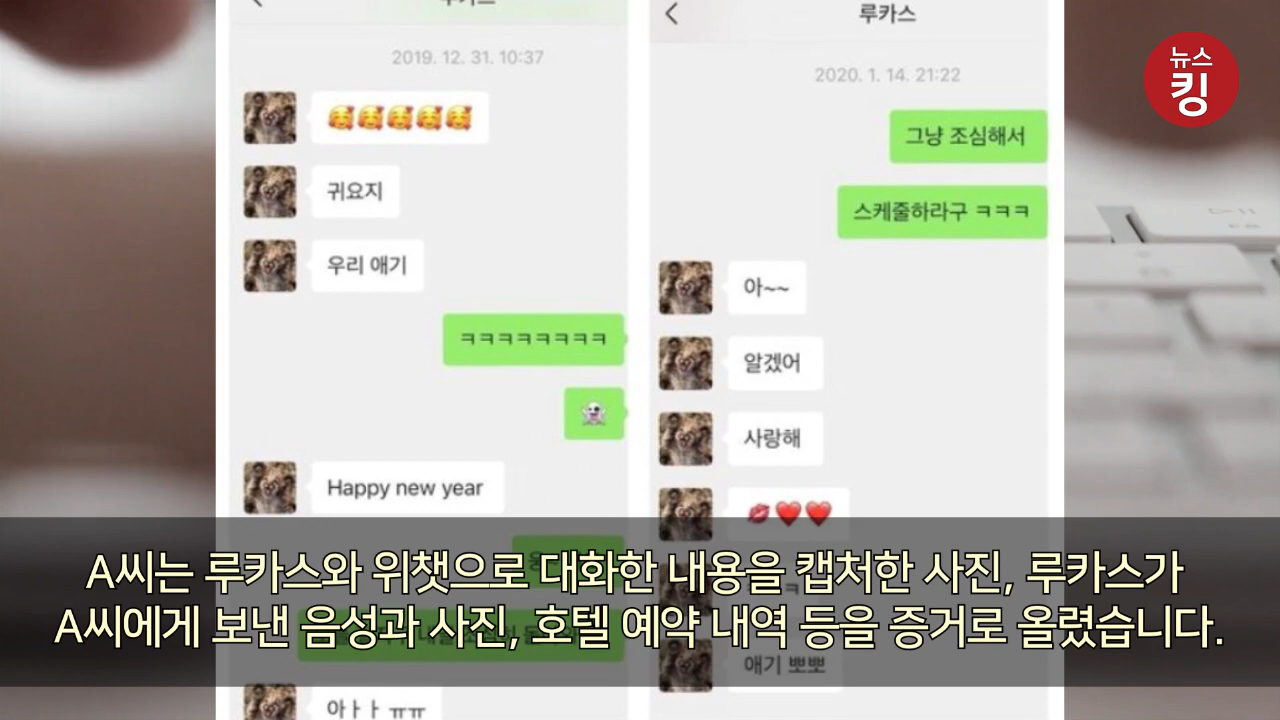 뉴스
킹
2019. 12. 31. 10:37
귀요지
우리 애기
ㅋㅋㅋㅋㅋㅋㅋㅋ
Happy new year
아ㅏㅏ ㅠㅠ
루카스
2020. 1. 14. 21:22
그냥 조심해서
스케줄하라구 ㅋㅋㅋ
아~~
알겠어
사랑해
애기 뽀뽀
A씨는 루카스와 위챗으로 대화한 내용을 캡처한 사진, 루카스가
A씨에게 보낸 음성과 사진, 호텔 예약 내역 등을 증거로 올렸습니다.